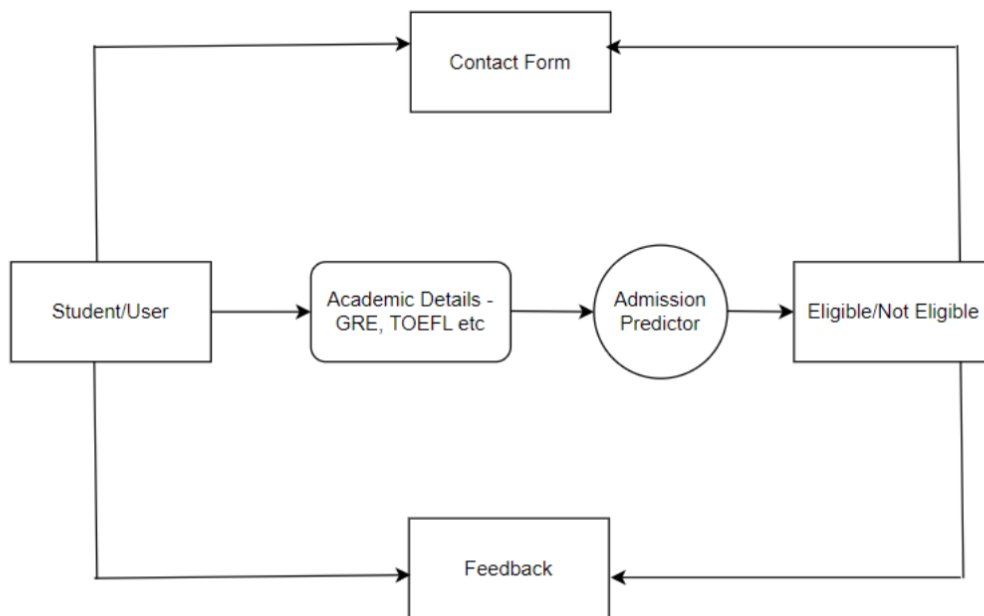 Contact Form
Student/User
Academic Details -
GRE, TOEFL etc
Admission
Predictor
Eligible/Not Eligible
Feedback